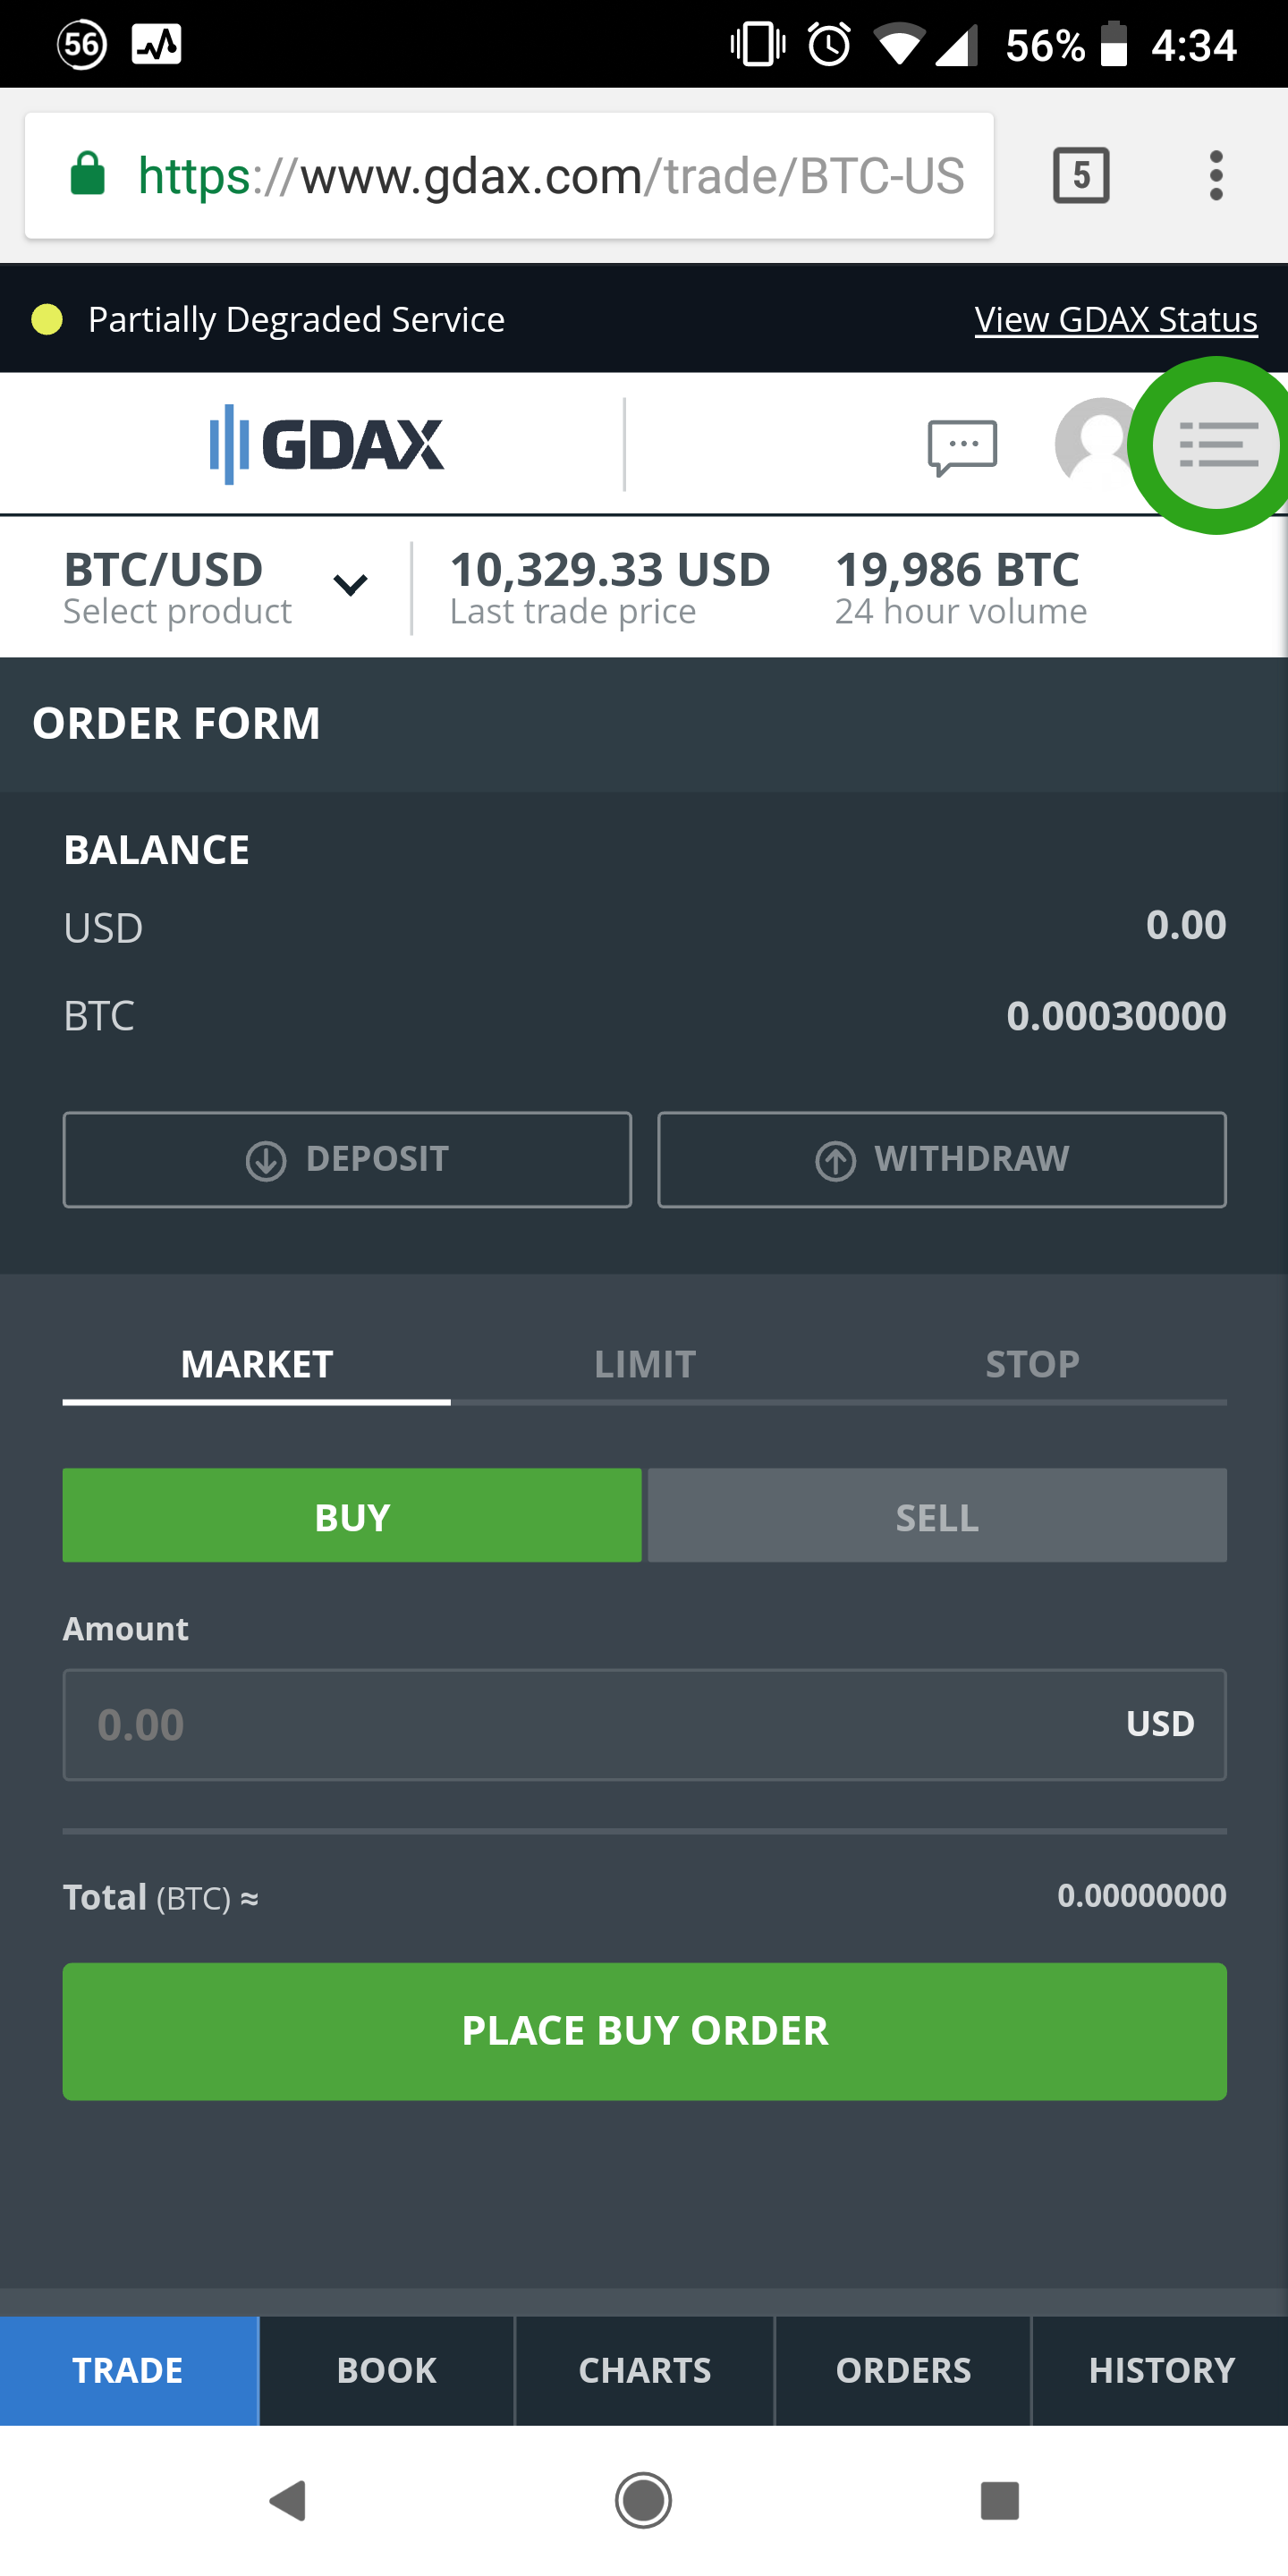 56 56% 4:34
https://www.gdax.com/trade/BTC-US 5
Partially Degraded Service View GDAX Status
GDAX
BTC/USD 10,329.33 USD 19,986 BTC
Select product Last trade price 24 hour volume
ORDER FORM
BALANCE
USD 0.00
BTC 0.00030000
DEPOSIT WITHDRAW
MARKET LIMIT STOP
BUY SELL
Amount
0.00 USD
Total (BTC) ≈ 0.00000000
PLACE BUY ORDER
TRADE BOOK CHARTS ORDERS HISTORY